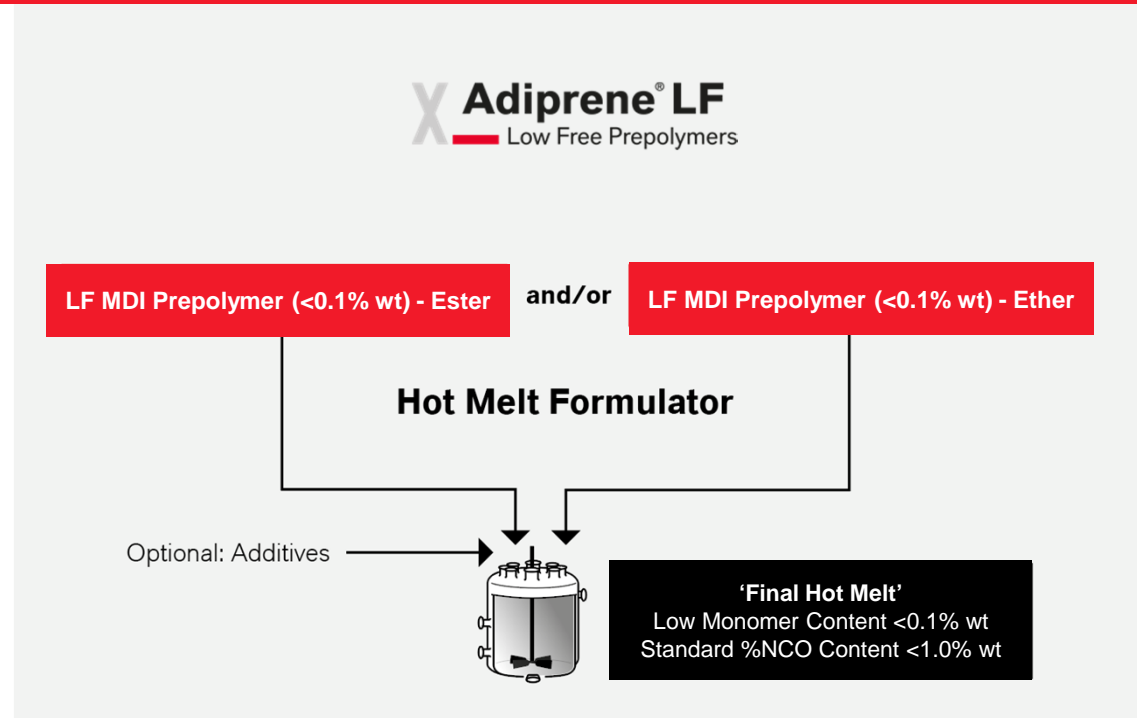 Adiprene® LF
Low Free Prepolymers
LF MDI Prepolymer (<0.1% wt) - Ester
and/or
LF MDI Prepolymer (<0.1% wt) - Ether
Hot Melt Formulator
Optional: Additives
‘Final Hot Melt’
Low Monomer Content <0.1% wt
Standard %NCO Content <1.0% wt